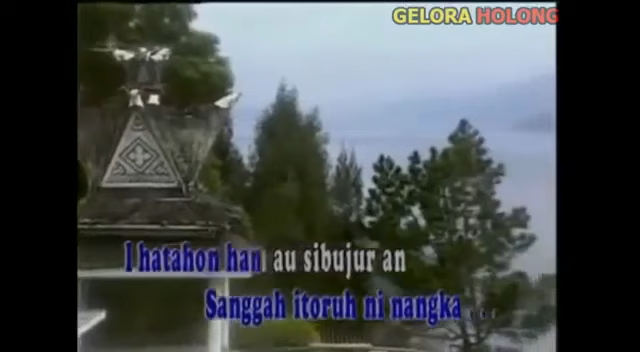 GELORA HOLONG
I hatahon han au sibujur an
Sanggah itoruh ni nangka...